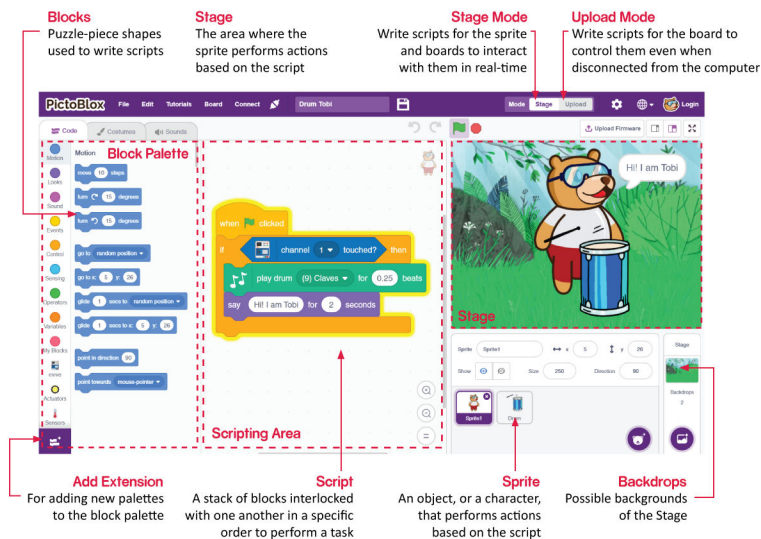 Blocks
Puzzle-piece shapes
used to write scripts
Stage
The area where the
sprite performs actions
based on the script
Stage Mode
Write scripts for the sprite
and boards to interact
with them in real-time
Upload Mode
Write scripts for the board to
control them even when
disconnected from the computer
PictoBlox File Edit Tutorials Board Connect Drum Tobi Mode Stage Upload Login
Code Costumes Sounds Upload Firmware
Block Palette
Motion
Looks
Sound
Events
Control
Sensing
Operators
Variables
My Blocks
evive
Actuators
Sensors
Motion
move 10 steps
turn 15 degrees
turn 15 degrees
go to random position
go to x: 5 y: 26
glide 1 secs to random position
glide 1 secs to x: 5 y: 26
point in direction 90
point towards mouse-pointer
when clicked
if channel 1 touched? then
play drum (9) Claves for 0.25 beats
say Hi! I am Tobi for 2 seconds
Scripting Area
Hi! I am Tobi
Stage
Sprite Sprite1 x 5 y 26
Show Size 250 Direction 90
Sprite1 Drum
Stage
Backdrops
2
Add Extension
For adding new palettes
to the block palette
Script
A stack of blocks interlocked
with one another in a specific
order to perform a task
Sprite
An object, or a character,
that performs actions
based on the script
Backdrops
Possible backgrounds
of the Stage